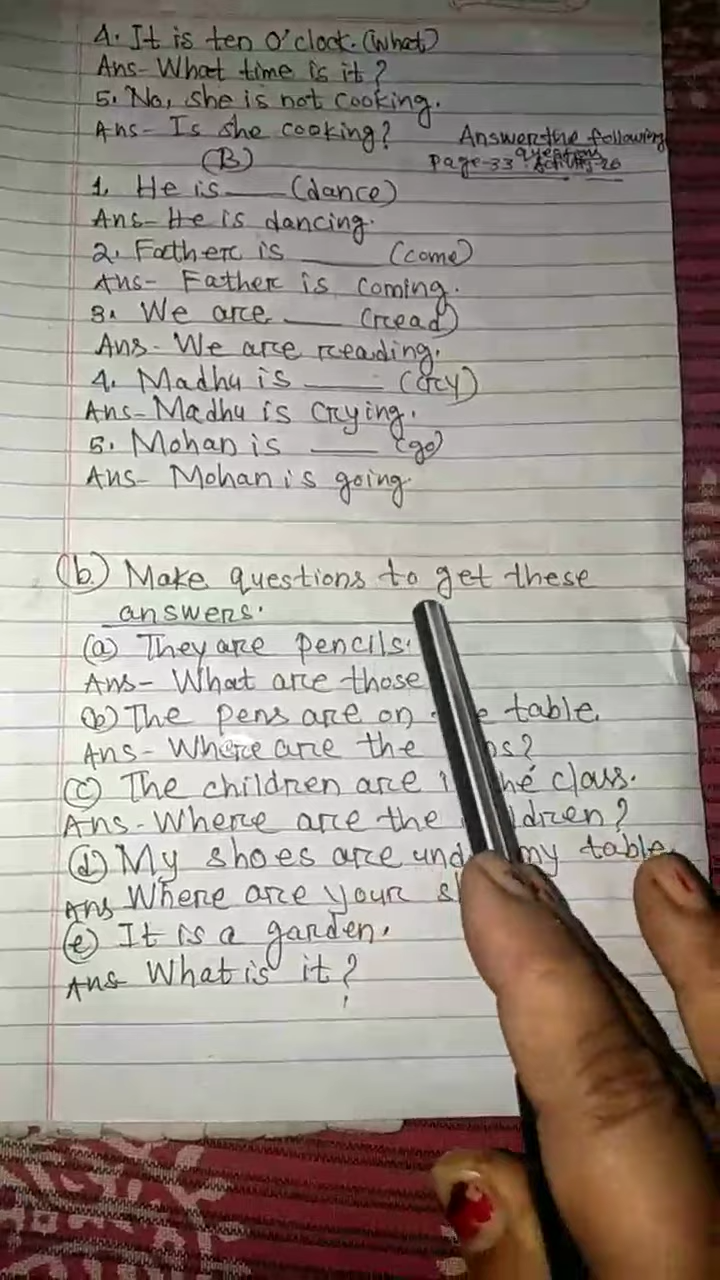 4. It is ten O'clock. (What)
Ans- What time is it?
5. No, she is not cooking.
Ans- Is she cooking?
Answer the following
(B)
page-33
question
1. He is ___ (dance)
Ans- He is dancing.
2. Father is ___ (come)
Ans- Father is coming.
3. We are ___ (read)
Ans- We are reading.
4. Madhu is ___ (cry)
Ans- Madhu is crying.
5. Mohan is ___ (go)
Ans- Mohan is going.
(b) Make questions to get these
answers.
(a) They are pencils.
Ans- What are those
(b) The pens are on table.
Ans- Where are the ?
(c) The children are the class.
Ans- Where are the ?
(d) My shoes are my table
Ans Where are your
(e) It is a garden.
Ans What is it?